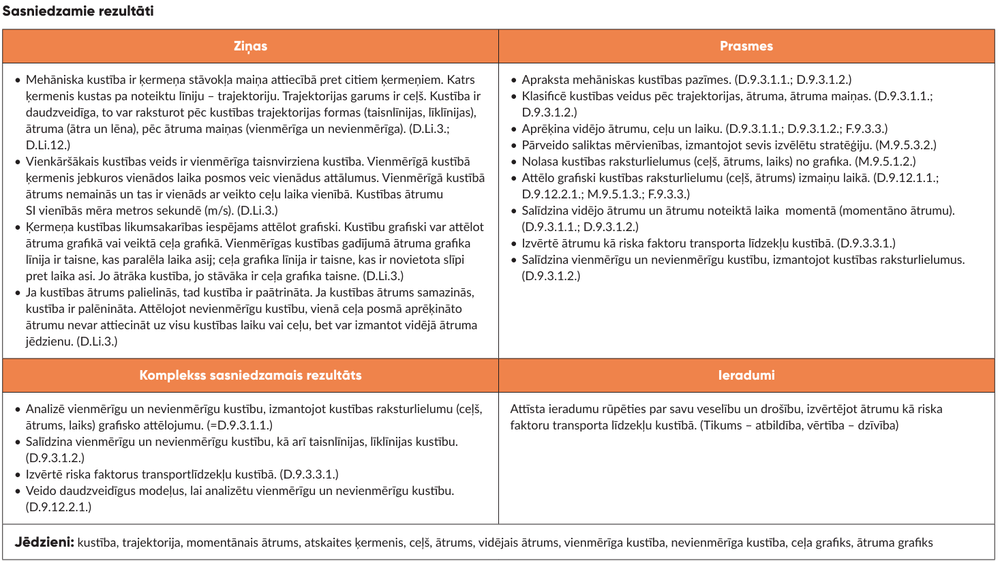 Sasniedzamie rezultāti
Ziņas
Mehāniska kustība ir ķermeņa stāvokļa maiņa attiecībā pret citiem ķermeņiem. Katrs
ķermenis kustas pa noteiktu līniju – trajektoriju. Trajektorijas garums ir ceļš. Kustība ir
daudzveidīga, to var raksturot pēc kustības trajektorijas formas (taisnlīnijas, līklīnijas),
ātruma (ātra un lēna), pēc ātruma maiņas (vienmērīga un nevienmērīga). (D.Li.3.;
D.Li.12.)
Vienkāršākais kustības veids ir vienmērīga taisnvirziena kustība. Vienmērīgā kustībā
ķermenis jebkuros vienādos laika posmos veic vienādus attālumus. Vienmērīgā kustībā
ātrums nemainās un tas ir vienāds ar veikto ceļu laika vienībā. Kustības ātrumu
SI vienībās mēra metros sekundē (m/s). (D.Li.3.)
Ķermeņa kustības likumsakarības iespējams attēlot grafiski. Kustību grafiski var attēlot
ātruma grafikā vai veiktā ceļa grafikā. Vienmērīgas kustības gadījumā ātruma grafika
līnija ir taisne, kas paralēla laika asij; ceļa grafika līnija ir taisne, kas ir novietota slīpi
pret laika asi. Jo ātrāka kustība, jo stāvāka ir ceļa grafika taisne. (D.Li.3.)
Ja kustības ātrums palielinās, tad kustība ir paātrināta. Ja kustības ātrums samazinās,
kustība ir palēnināta. Attēlojot nevienmērīgu kustību, vienā ceļa posmā aprēķināto
ātrumu nevar attiecināt uz visu kustības laiku vai ceļu, bet var izmantot vidējā ātruma
jēdzienu. (D.Li.3.)
Prasmes
Apraksta mehāniskas kustības pazīmes. (D.9.3.1.1.; D.9.3.1.2.)
Klasificē kustības veidus pēc trajektorijas, ātruma, ātruma maiņas. (D.9.3.1.1.;
D.9.3.1.2.)
Aprēķina vidējo ātrumu, ceļu un laiku. (D.9.3.1.1.; D.9.3.1.2.; F.9.3.3.)
Pārveido saliktas mērvienības, izmantojot sevis izvēlētu stratēģiju. (M.9.5.3.2.)
Nolasa kustības raksturlielumus (ceļš, ātrums, laiks) no grafika. (M.9.5.1.2.)
Attēlo grafiski kustības raksturlielumu (ceļš, ātrums) izmaiņu laikā. (D.9.12.1.1.;
D.9.12.2.1.; M.9.5.1.3.; F.9.3.3.)
Salīdzina vidējo ātrumu un ātrumu noteiktā laika momentā (momentāno ātrumu).
(D.9.3.1.1.; D.9.3.1.2.)
Izvērtē ātrumu kā riska faktoru transporta līdzekļu kustībā. (D.9.3.3.1.)
Salīdzina vienmērīgu un nevienmērīgu kustību, izmantojot kustības raksturlielumus.
(D.9.3.1.2.)
Komplekss sasniedzamais rezultāts
Analizē vienmērīgu un nevienmērīgu kustību, izmantojot kustības raksturlielumu (ceļš,
ātrums, laiks) grafisko attēlojumu. (=D.9.3.1.1.)
Salīdzina vienmērīgu un nevienmērīgu kustību, kā arī taisnlīnijas, līklīnijas kustību.
(D.9.3.1.2.)
Izvērtē riska faktorus transportlīdzekļu kustībā. (D.9.3.3.1.)
Veido daudzveidīgus modeļus, lai analizētu vienmērīgu un nevienmērīgu kustību.
(D.9.12.2.1.)
Ieradumi
Attīsta ieradumu rūpēties par savu veselību un drošību, izvērtējot ātrumu kā riska
faktoru transporta līdzekļu kustībā. (Tikums – atbildība, vērtība – dzīvība)
Jēdzieni: kustība, trajektorija, momentānais ātrums, atskaites ķermenis, ceļš, ātrums, vidējais ātrums, vienmērīga kustība, nevienmērīga kustība, ceļa grafiks, ātruma grafiks